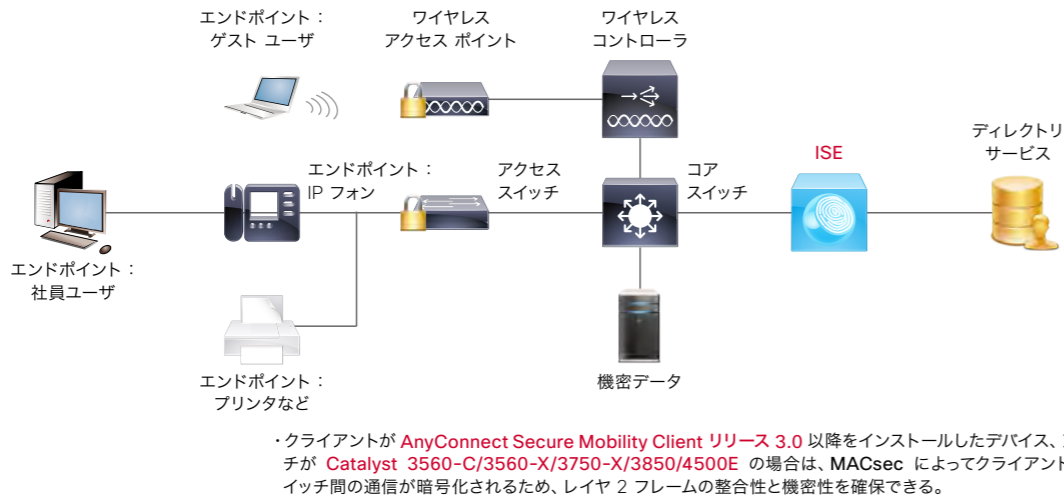 エンドポイント：
ゲスト ユーザ
ワイヤレス
アクセス ポイント
ワイヤレス
コントローラ
ディレクトリ
サービス
エンドポイント：
IP フォン
アクセス
スイッチ
コア
スイッチ
ISE
エンドポイント：
社員ユーザ
エンドポイント：
プリンタなど
機密データ
・クライアントが AnyConnect Secure Mobility Client リリース 3.0 以降をインストールしたデバイス、
チが Catalyst 3560-C/3560-X/3750-X/3850/4500E の場合は、MACsec によってクライアント
イッチ間の通信が暗号化されるため、レイヤ 2 フレームの整合性と機密性を確保できる。